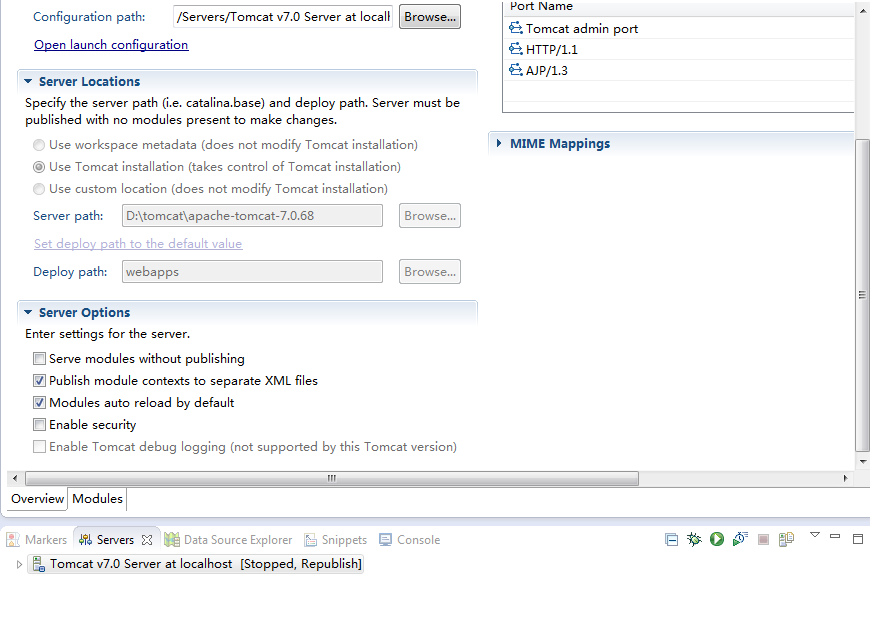 Configuration path: /Servers/Tomcat v7.0 Server at local Browse...
Open launch configuration
Server Locations
Specify the server path (i.e. catalina.base) and deploy path. Server must be
published with no modules present to make changes.
Use workspace metadata (does not modify Tomcat installation)
Use Tomcat installation (takes control of Tomcat installation)
Use custom location (does not modify Tomcat installation)
Server path: D:\tomcat\apache-tomcat-7.0.68 Browse...
Set deploy path to the default value
Deploy path: webapps Browse...
Server Options
Enter settings for the server.
Serve modules without publishing
Publish module contexts to separate XML files
Modules auto reload by default
Enable security
Enable Tomcat debug logging (not supported by this Tomcat version)
Port Name
Tomcat admin port
HTTP/1.1
AJP/1.3
MIME Mappings
Overview Modules
Markers Servers Data Source Explorer Snippets Console
Tomcat v7.0 Server at localhost [Stopped, Republish]